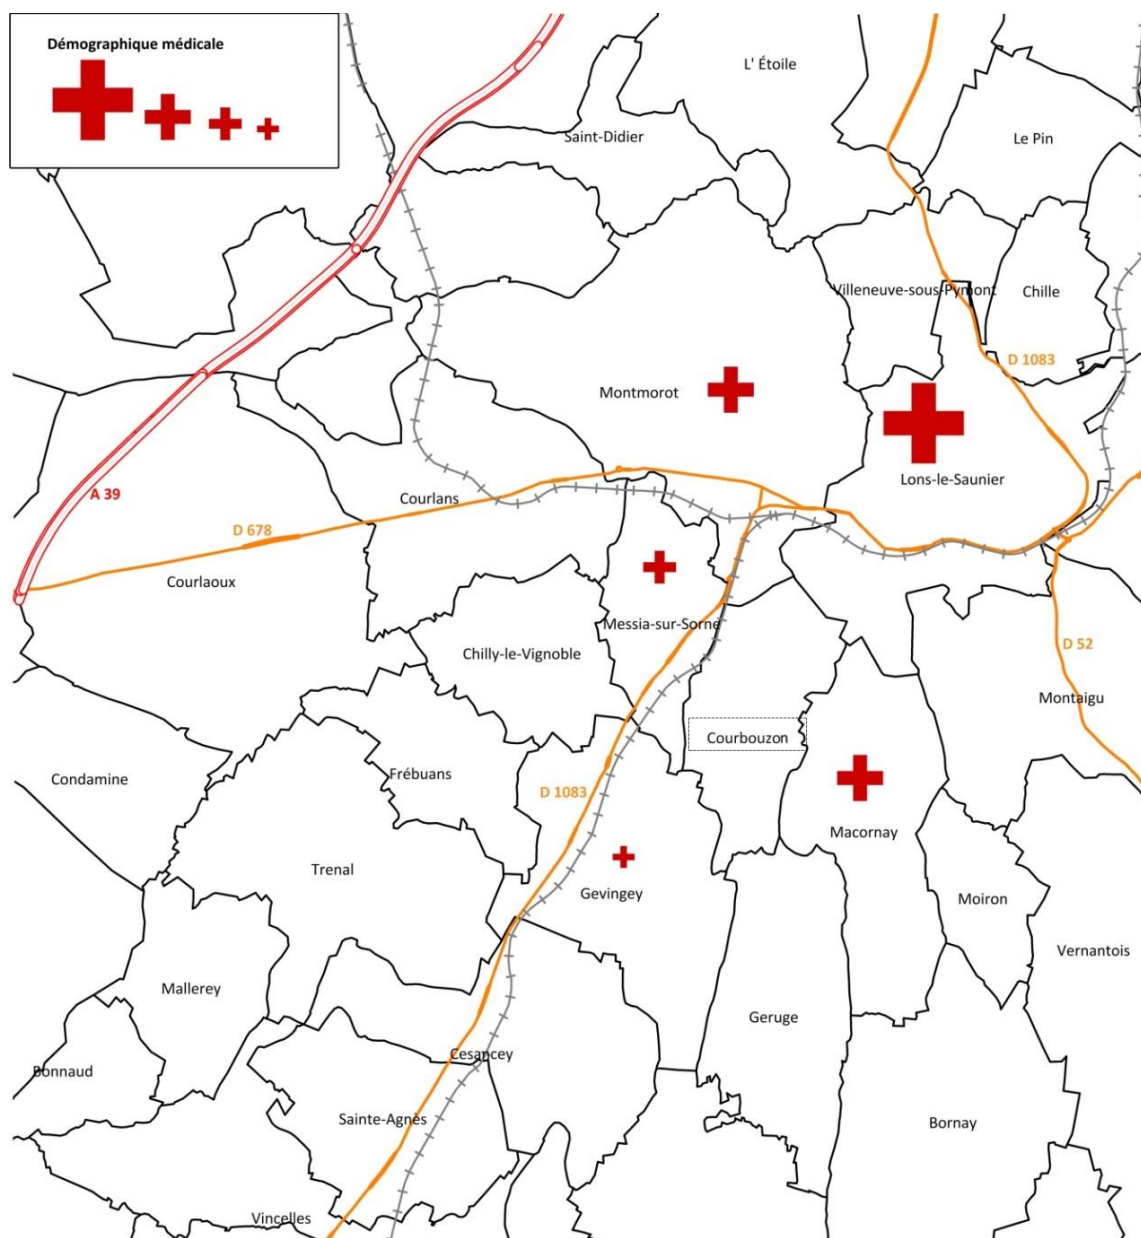 Démographique médicale
L' Étoile
Saint-Didier
Le Pin
Villeneuve-sous-Pymont
Chille
D 1083
Montmorot
Lons-le-Saunier
A 39
Courlans
D 678
Courlaoux
Messia-sur-Sorne
Chilly-le-Vignoble
D 52
Montaigu
Courbouzon
Condamine
Frébuans
D 1083
Macornay
Trenal
Gevingey
Moiron
Vernantois
Mallerey
Geruge
Cesancey
Bonnaud
Sainte-Agnès
Bornay
Vincelles